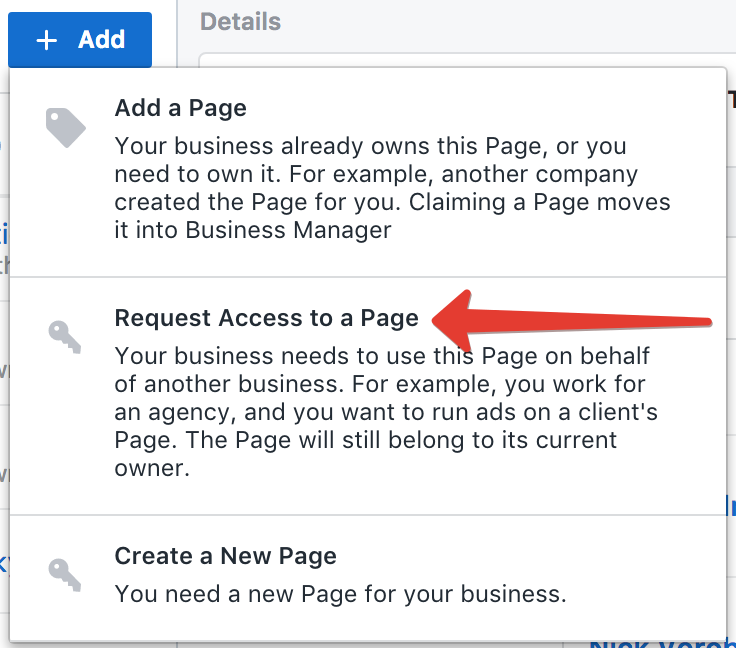 Details
+ Add
Add a Page
Your business already owns this Page, or you
need to own it. For example, another company
created the Page for you. Claiming a Page moves
it into Business Manager
Request Access to a Page
Your business needs to use this Page on behalf
of another business. For example, you work for
an agency, and you want to run ads on a client's
Page. The Page will still belong to its current
owner.
Create a New Page
You need a new Page for your business.